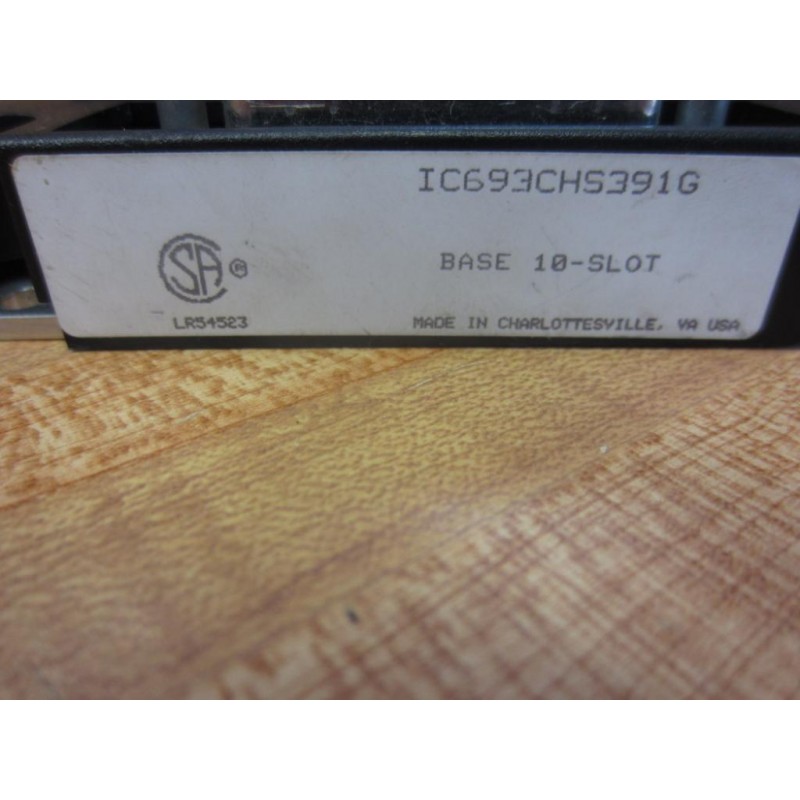 IC693CHS391G
BASE 10-SLOT
SA ®
LR54523
MADE IN CHARLOTTESVILLE, VA USA